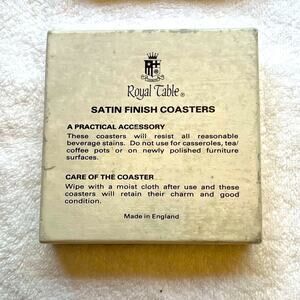 Royal Table®
SATIN FINISH COASTERS
A PRACTICAL ACCESSORY
These coasters will resist all reasonable
beverage stains. Do not use for casseroles, tea/
coffee pots or on newly polished furniture
surfaces.
CARE OF THE COASTER
Wipe with a moist cloth after use and these
coasters will retain their charm and good
condition.
Made in England